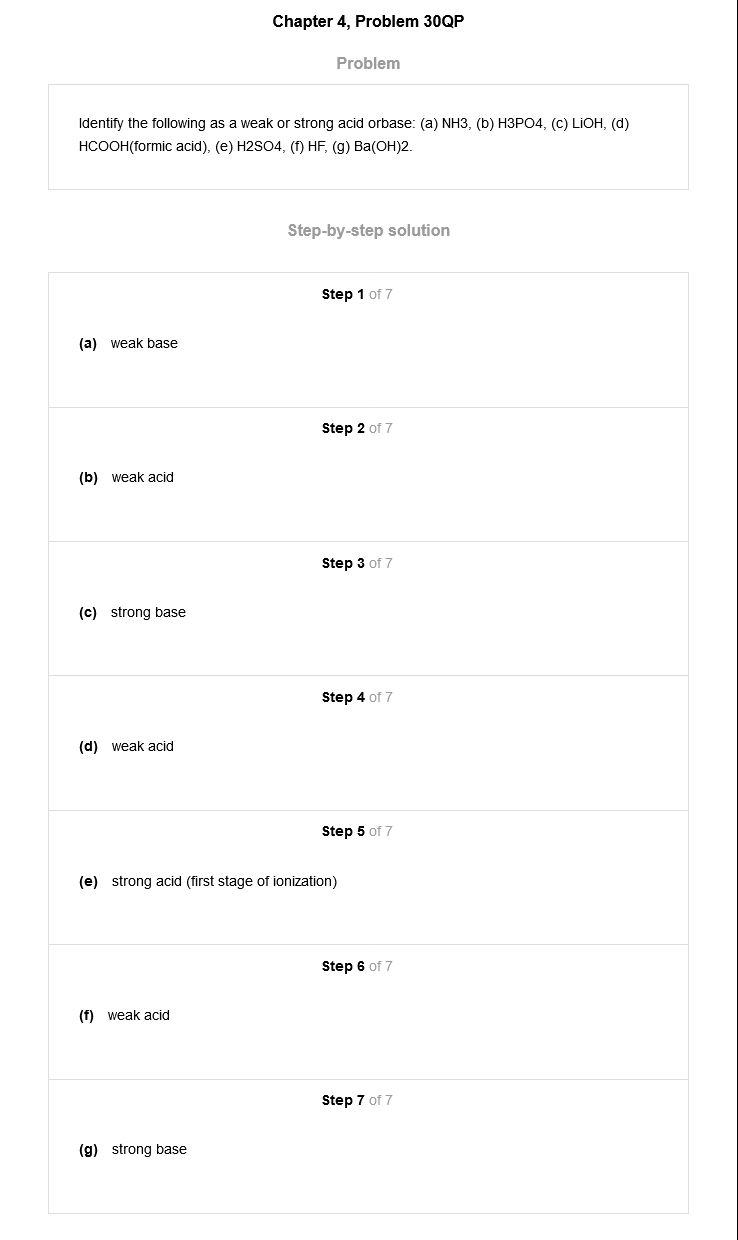 Chapter 4, Problem 30QP
Problem
Identify the following as a weak or strong acid orbase: (a) NH3, (b) H3PO4, (c) LiOH, (d)
HCOOH(formic acid), (e) H2SO4, (f) HF, (g) Ba(OH)2.
Step-by-step solution
Step 1 of 7
(a) weak base
Step 2 of 7
(b) weak acid
Step 3 of 7
(c) strong base
Step 4 of 7
(d) weak acid
Step 5 of 7
(e) strong acid (first stage of ionization)
Step 6 of 7
(f) weak acid
Step 7 of 7
(g) strong base